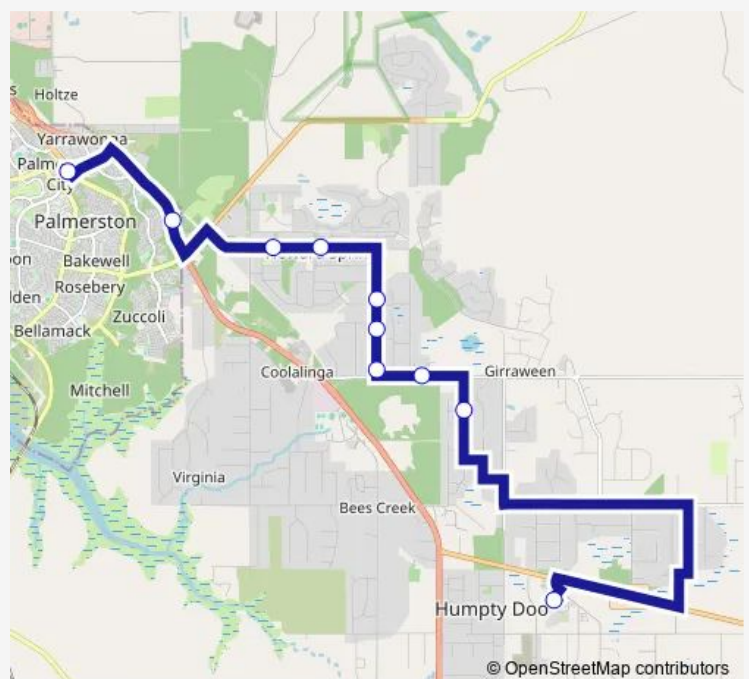 Holtze
Yarrawonga
Palm
City
Palmerston
Bakewell
Rosebery
Zuccoli
Bellamack
Mitchell
Coolalinga
Girraween
Virginia
Bees Creek
Humpty Doo
© OpenStreetMap contributors